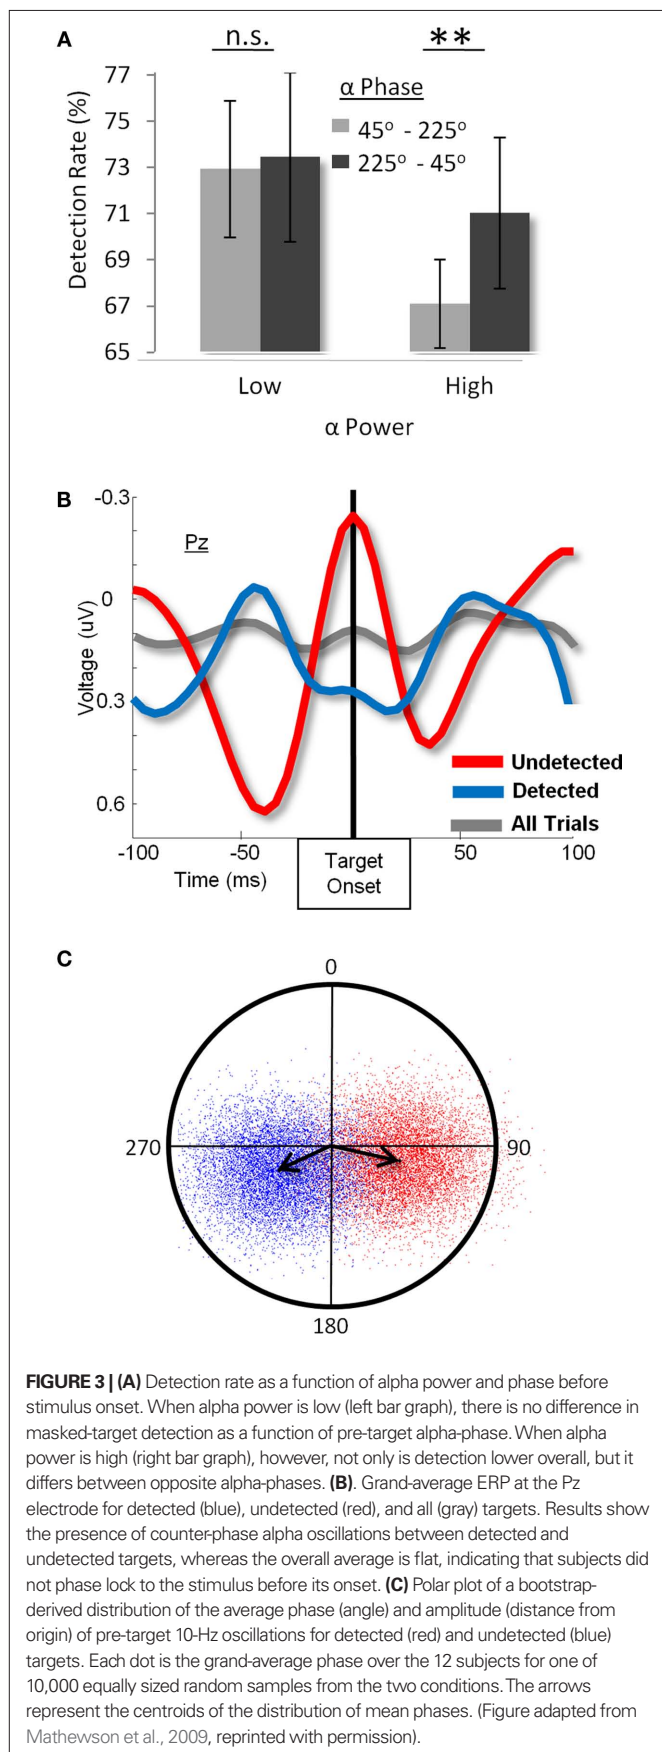 A
n.s.
**
Detection Rate (%)
77
75
73
71
69
67
65
α Phase
45° - 225°
225° - 45°
Low
High
α Power
B
-0.3
0
0.3
0.6
Voltage (uV)
Pz
Undetected
Detected
All Trials
-100
-50
50
100
Time (ms)
Target
Onset
C
0
270
90
180
FIGURE 3 | (A) Detection rate as a function of alpha power and phase before
stimulus onset. When alpha power is low (left bar graph), there is no difference in
masked-target detection as a function of pre-target alpha-phase. When alpha
power is high (right bar graph), however, not only is detection lower overall, but it
differs between opposite alpha-phases. (B). Grand-average ERP at the Pz
electrode for detected (blue), undetected (red), and all (gray) targets. Results show
the presence of counter-phase alpha oscillations between detected and
undetected targets, whereas the overall average is flat, indicating that subjects did
not phase lock to the stimulus before its onset. (C) Polar plot of a bootstrap-
derived distribution of the average phase (angle) and amplitude (distance from
origin) of pre-target 10-Hz oscillations for detected (red) and undetected (blue)
targets. Each dot is the grand-average phase over the 12 subjects for one of
10,000 equally sized random samples from the two conditions. The arrows
represent the centroids of the distribution of mean phases. (Figure adapted from
Mathewson et al., 2009, reprinted with permission).